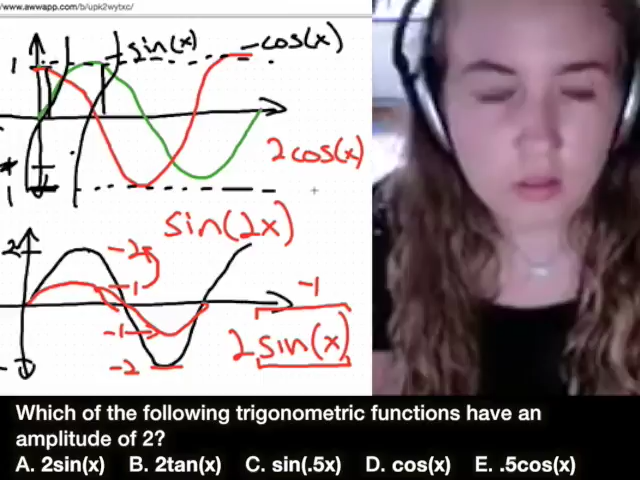 /www.awwapp.com/b/upk2wytxc/
sin(x)
-cos(x)
1
2cos(x)
1
sin(2x)
2
-2
-1
-1
-1
2sin(x)
-2
Which of the following trigonometric functions have an
amplitude of 2?
A. 2sin(x) B. 2tan(x) C. sin(.5x) D. cos(x) E. .5cos(x)